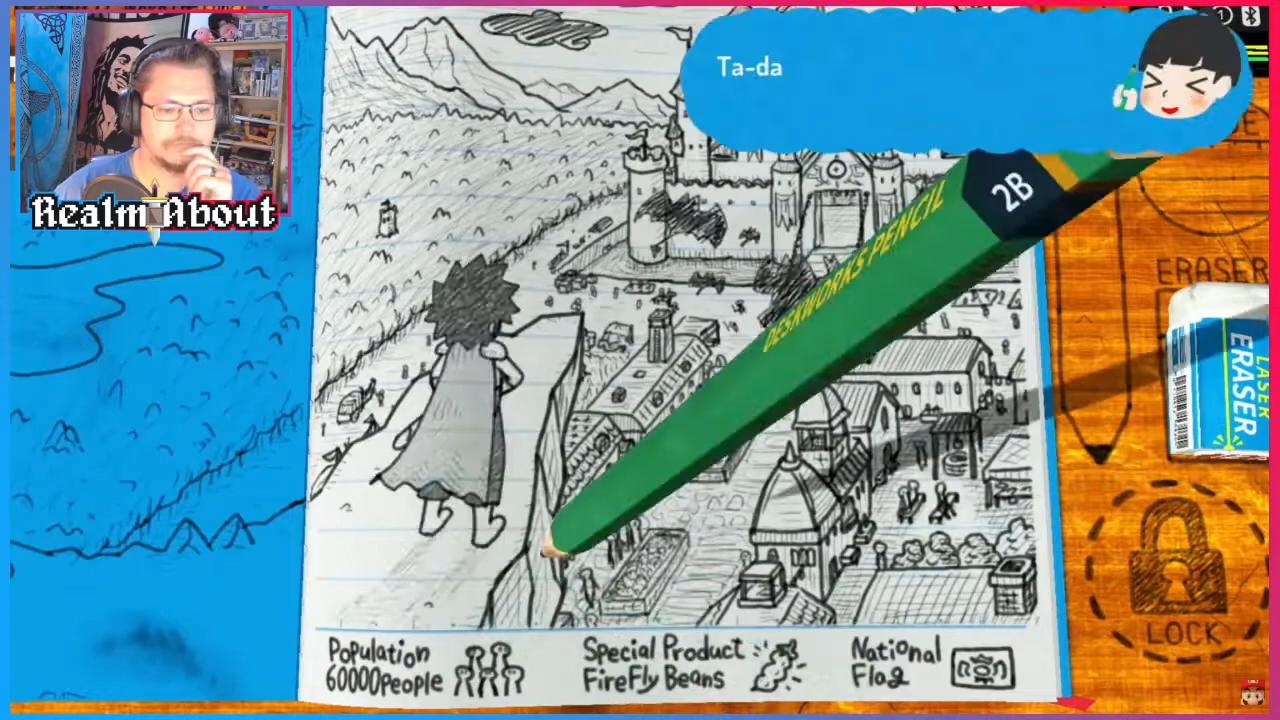 Ta-da
Realm About
2B
DESKWORKS PENCIL
ERASER
LASER
ERASER
LOCK
Population
60000People
Special Product
FireFly Beans
National
Flag